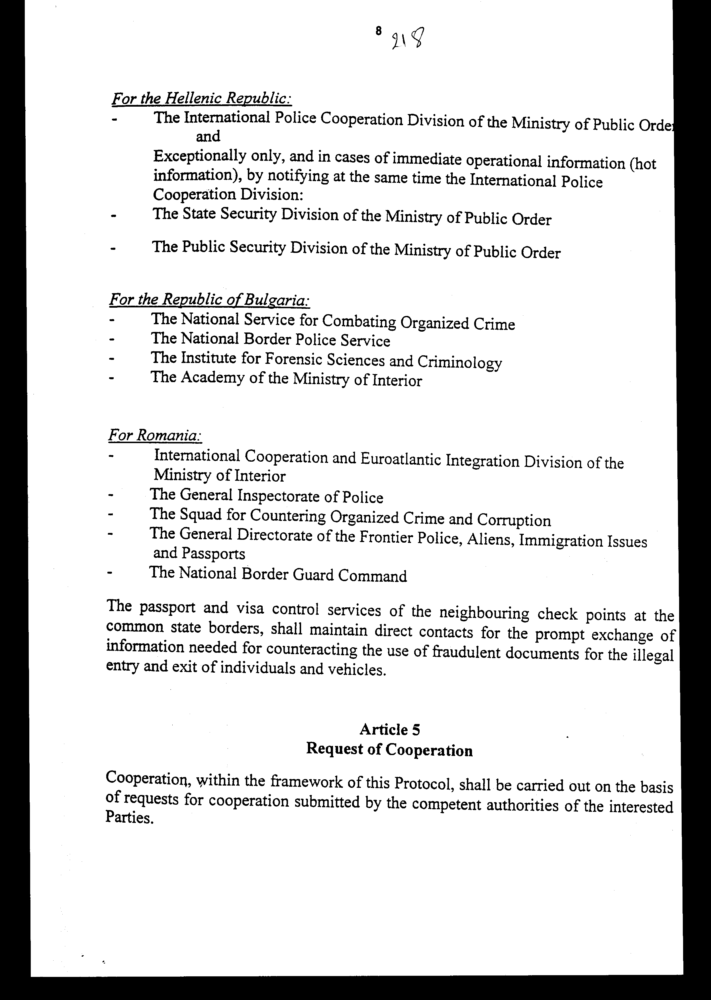 8 218
For the Hellenic Republic:
- The International Police Cooperation Division of the Ministry of Public Order
and
Exceptionally only, and in cases of immediate operational information (hot
information), by notifying at the same time the International Police
Cooperation Division:
- The State Security Division of the Ministry of Public Order
- The Public Security Division of the Ministry of Public Order
For the Republic of Bulgaria:
- The National Service for Combating Organized Crime
- The National Border Police Service
- The Institute for Forensic Sciences and Criminology
- The Academy of the Ministry of Interior
For Romania:
- International Cooperation and Euroatlantic Integration Division of the
Ministry of Interior
- The General Inspectorate of Police
- The Squad for Countering Organized Crime and Corruption
- The General Directorate of the Frontier Police, Aliens, Immigration Issues
and Passports
- The National Border Guard Command
The passport and visa control services of the neighbouring check points at the
common state borders, shall maintain direct contacts for the prompt exchange of
information needed for counteracting the use of fraudulent documents for the illegal
entry and exit of individuals and vehicles.
Article 5
Request of Cooperation
Cooperation, within the framework of this Protocol, shall be carried out on the basis
of requests for cooperation submitted by the competent authorities of the interested
Parties.